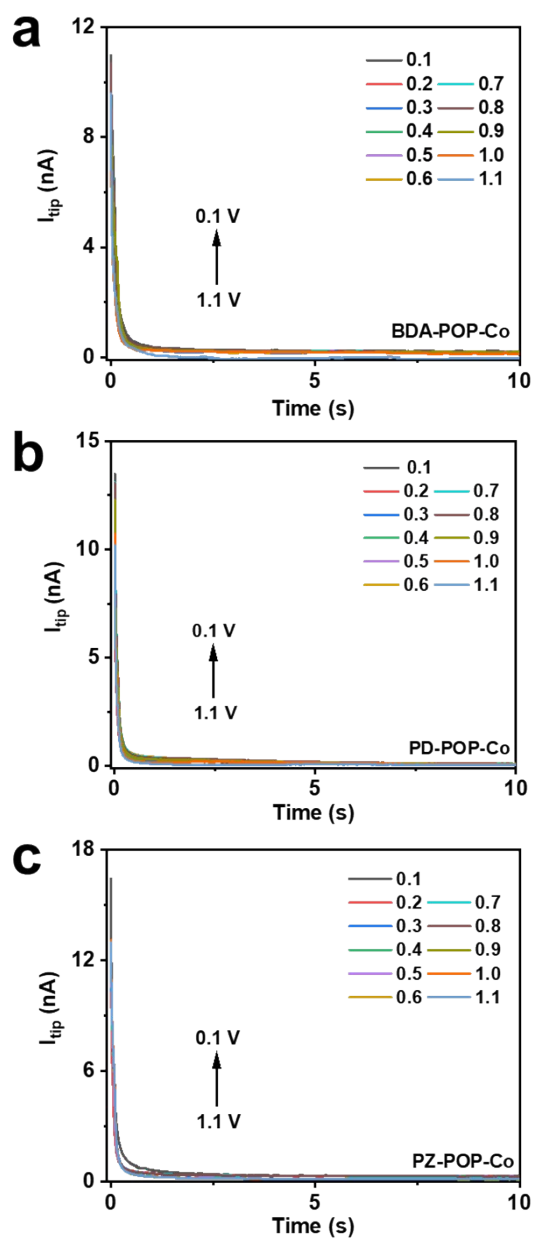 a
12
8
4
0
I_tip (nA)
0.1
0.2 0.7
0.3 0.8
0.4 0.9
0.5 1.0
0.6 1.1
0.1 V
1.1 V
BDA-POP-Co
0 5 10
Time (s)
b
15
10
5
0
I_tip (nA)
0.1
0.2 0.7
0.3 0.8
0.4 0.9
0.5 1.0
0.6 1.1
0.1 V
1.1 V
PD-POP-Co
0 5 10
Time (s)
c
18
12
6
0
I_tip (nA)
0.1
0.2 0.7
0.3 0.8
0.4 0.9
0.5 1.0
0.6 1.1
0.1 V
1.1 V
PZ-POP-Co
0 5 10
Time (s)